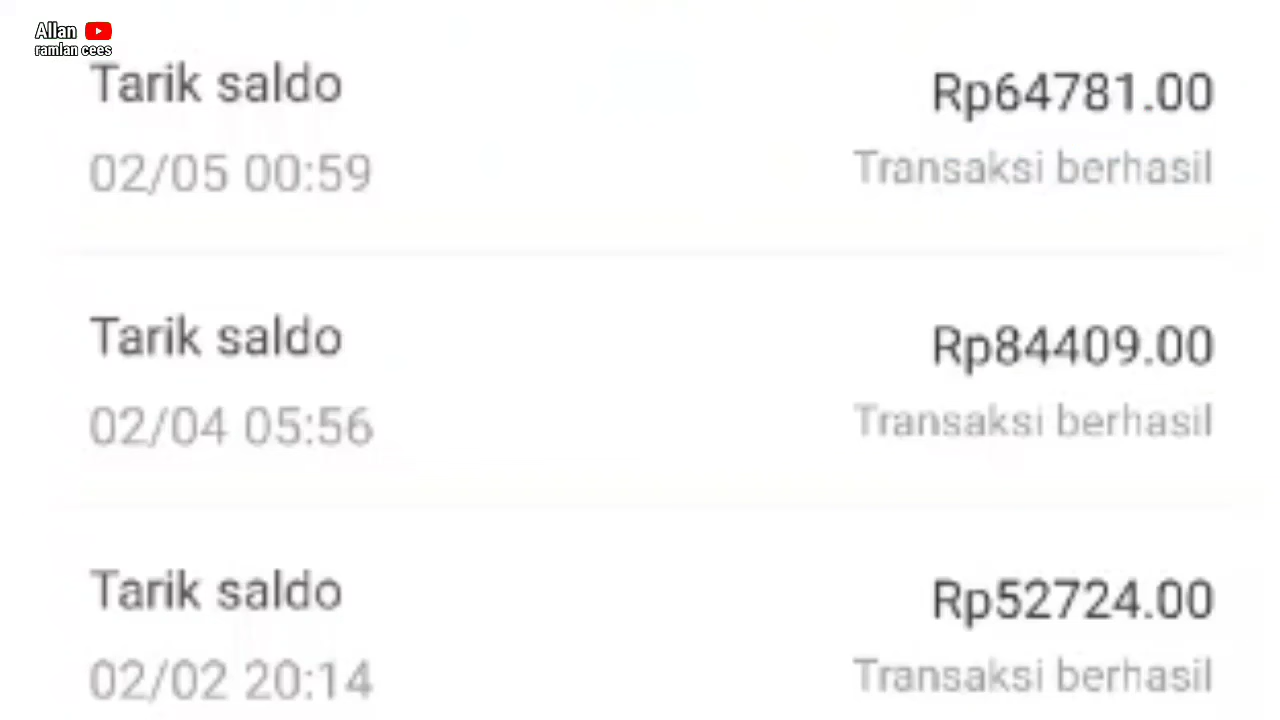 Allan
ramlan cees
Tarik saldo
Rp64781.00
02/05 00:59
Transaksi berhasil
Tarik saldo
Rp84409.00
02/04 05:56
Transaksi berhasil
Tarik saldo
Rp52724.00
02/02 20:14
Transaksi berhasil